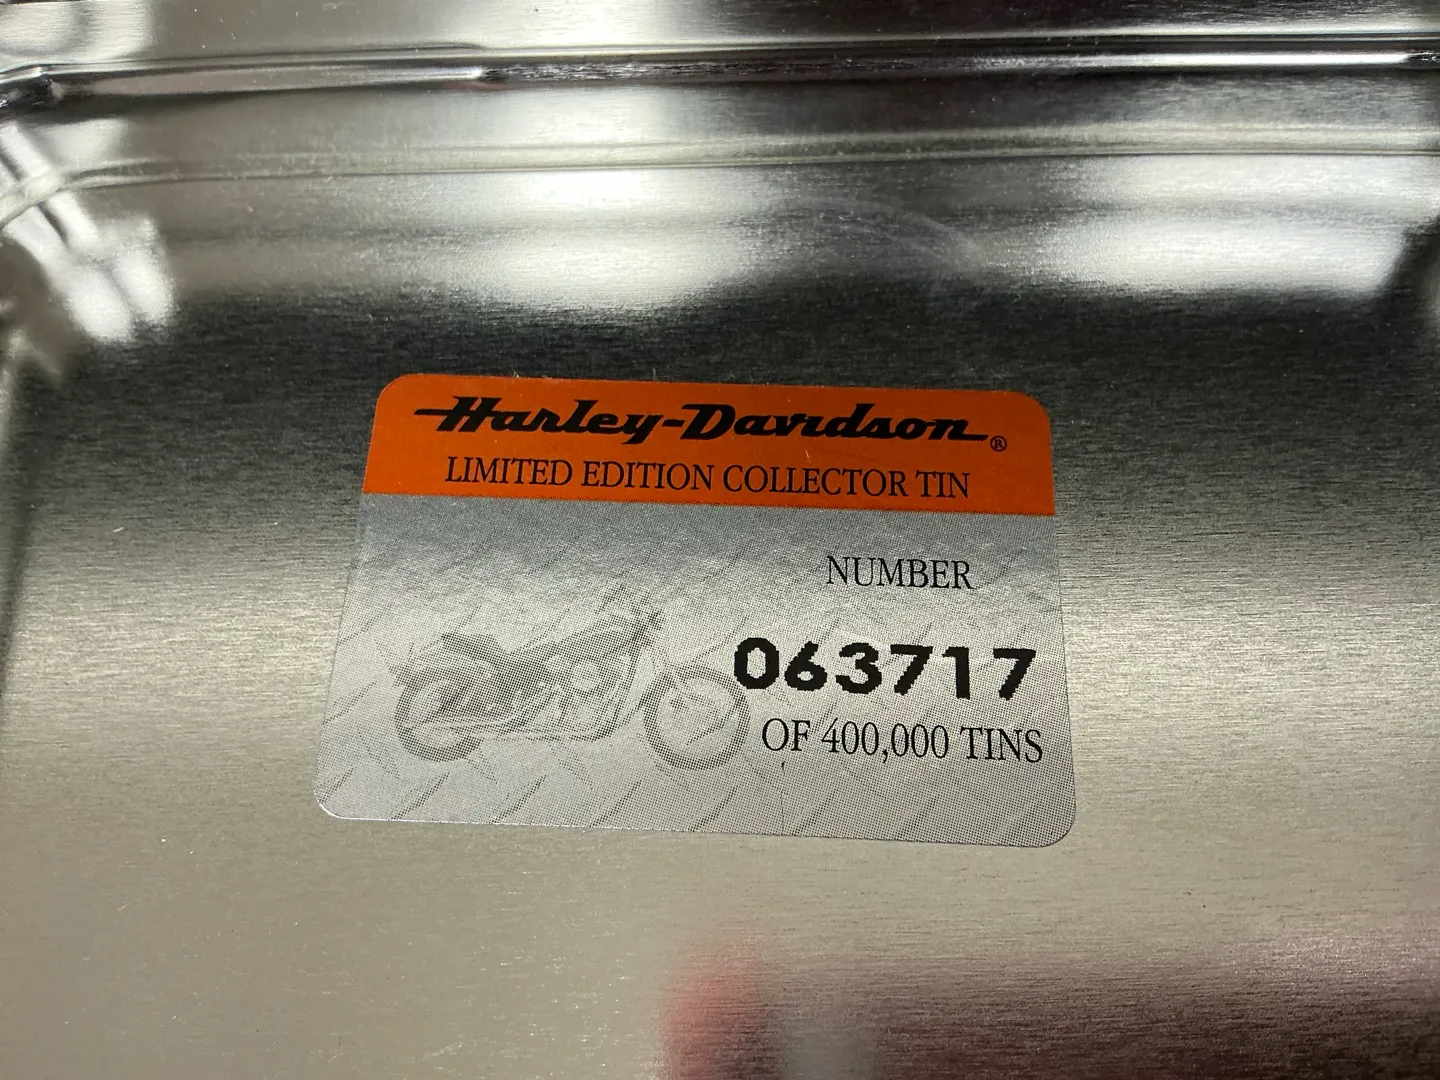 Harley-Davidson®
LIMITED EDITION COLLECTOR TIN
NUMBER
063717
OF 400,000 TINS